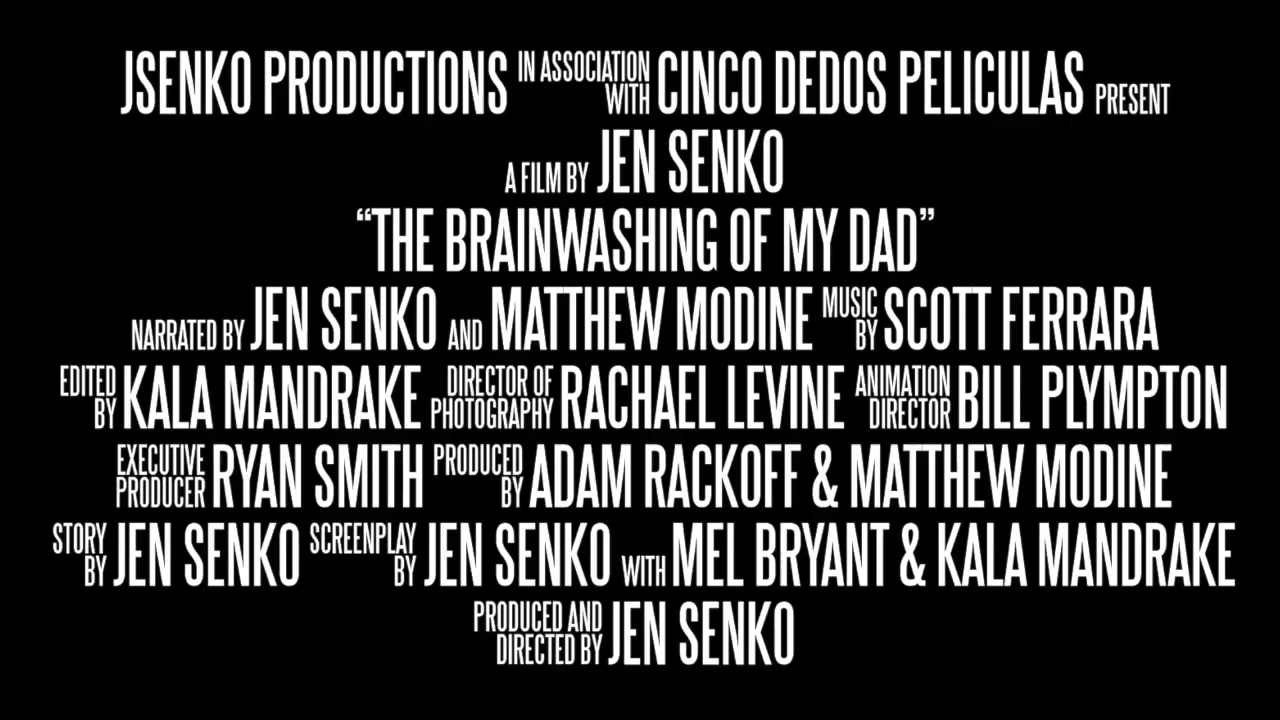 JSENKO PRODUCTIONS IN ASSOCIATION WITH CINCO DEDOS PELICULAS PRESENT
A FILM BY JEN SENKO
“THE BRAINWASHING OF MY DAD”
NARRATED BY JEN SENKO AND MATTHEW MODINE MUSIC BY SCOTT FERRARA
EDITED BY KALA MANDRAKE DIRECTOR OF PHOTOGRAPHY RACHAEL LEVINE ANIMATION DIRECTOR BILL PLYMPTON
EXECUTIVE PRODUCER RYAN SMITH PRODUCED BY ADAM RACKOFF & MATTHEW MODINE
STORY BY JEN SENKO SCREENPLAY BY JEN SENKO WITH MEL BRYANT & KALA MANDRAKE
PRODUCED AND DIRECTED BY JEN SENKO